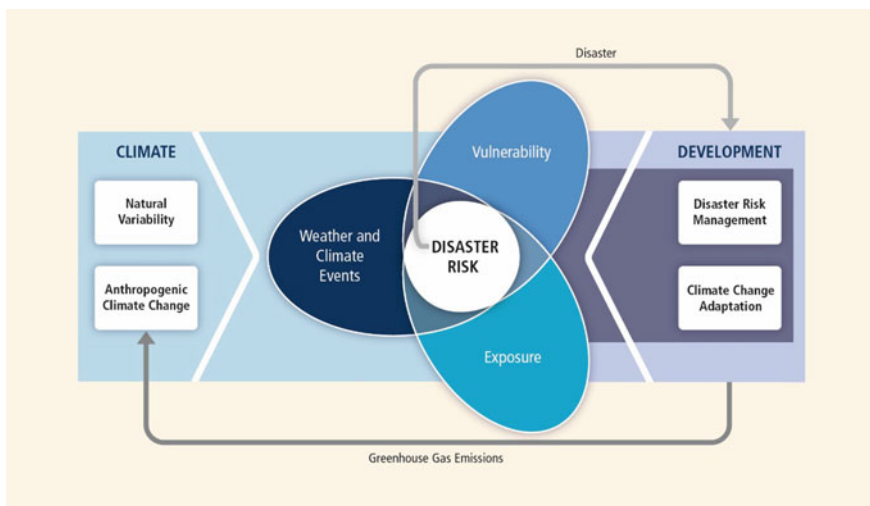 Disaster
CLIMATE
Natural
Variability
Anthropogenic
Climate Change
Vulnerability
Weather and
Climate
Events
DISASTER
RISK
Exposure
DEVELOPMENT
Disaster Risk
Management
Climate Change
Adaptation
Greenhouse Gas Emissions